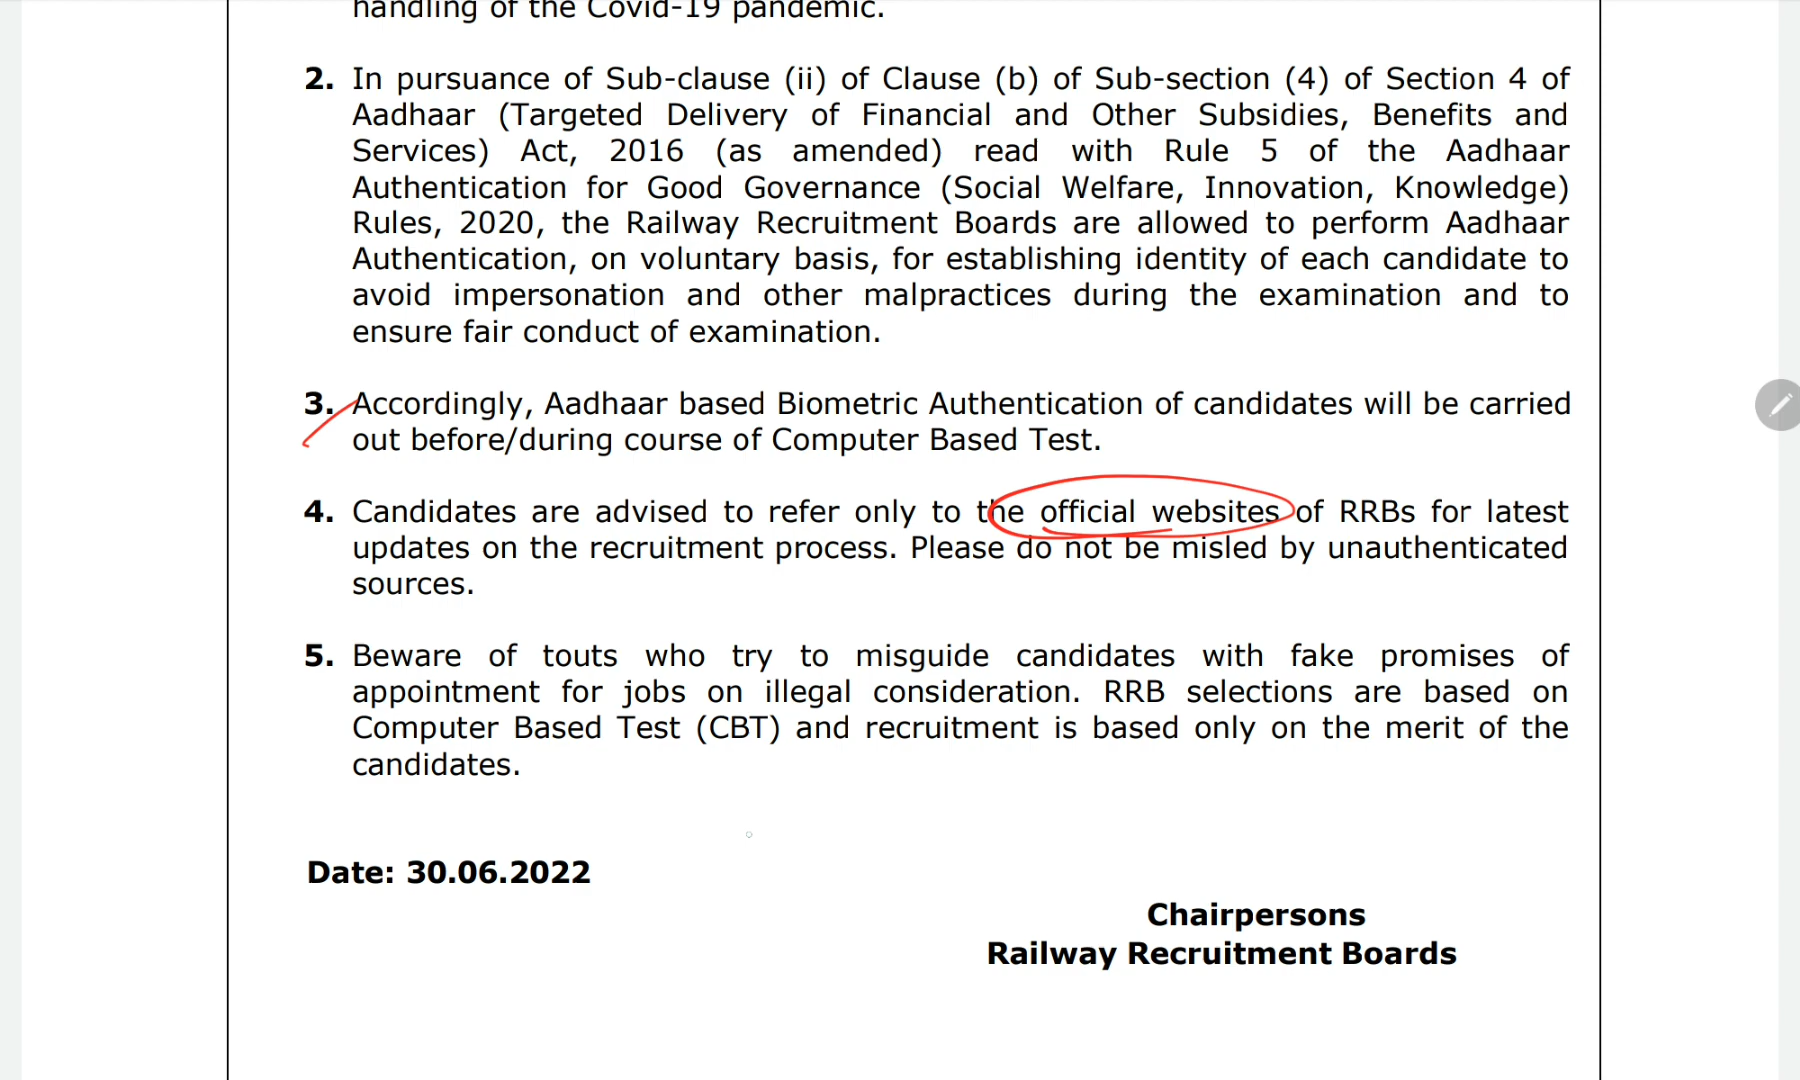 handling of the Covid-19 pandemic.
2. In pursuance of Sub-clause (ii) of Clause (b) of Sub-section (4) of Section 4 of
Aadhaar (Targeted Delivery of Financial and Other Subsidies, Benefits and
Services) Act, 2016 (as amended) read with Rule 5 of the Aadhaar
Authentication for Good Governance (Social Welfare, Innovation, Knowledge)
Rules, 2020, the Railway Recruitment Boards are allowed to perform Aadhaar
Authentication, on voluntary basis, for establishing identity of each candidate to
avoid impersonation and other malpractices during the examination and to
ensure fair conduct of examination.
3. Accordingly, Aadhaar based Biometric Authentication of candidates will be carried
out before/during course of Computer Based Test.
4. Candidates are advised to refer only to the official websites of RRBs for latest
updates on the recruitment process. Please do not be misled by unauthenticated
sources.
5. Beware of touts who try to misguide candidates with fake promises of
appointment for jobs on illegal consideration. RRB selections are based on
Computer Based Test (CBT) and recruitment is based only on the merit of the
candidates.
Date: 30.06.2022
Chairpersons
Railway Recruitment Boards